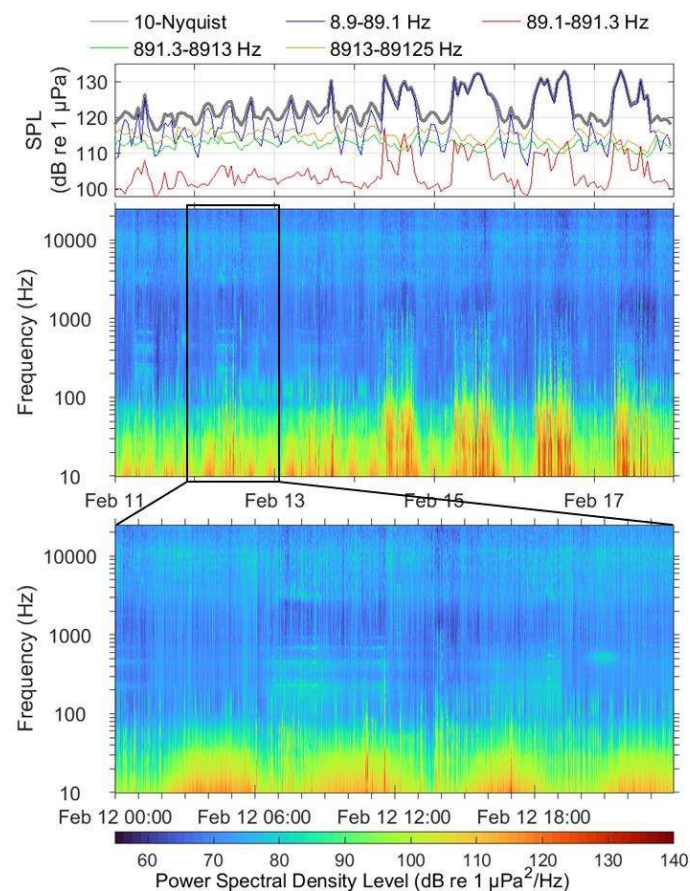 10-Nyquist 8.9-89.1 Hz 89.1-891.3 Hz
891.3-8913 Hz 8913-89125 Hz
SPL
(dB re 1 µPa)
130
120
110
100
Frequency (Hz)
10000
1000
100
10
Feb 11 Feb 13 Feb 15 Feb 17
Frequency (Hz)
10000
1000
100
10
Feb 12 00:00 Feb 12 06:00 Feb 12 12:00 Feb 12 18:00
60 70 80 90 100 110 120 130 140
Power Spectral Density Level (dB re 1 µPa²/Hz)